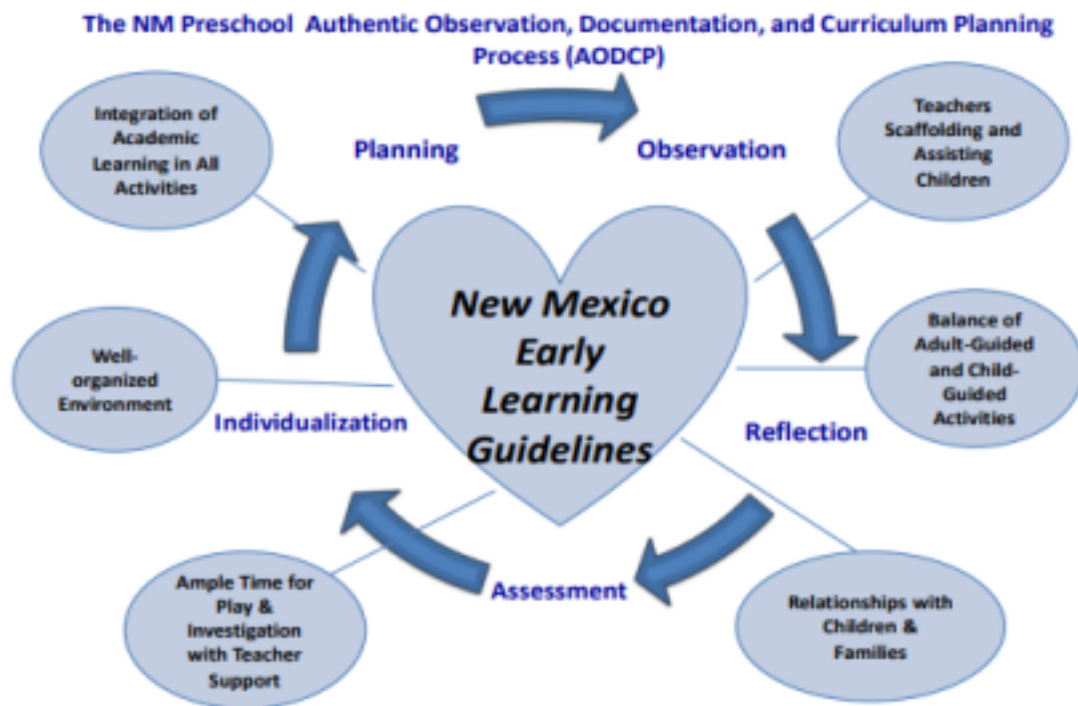 The NM Preschool Authentic Observation, Documentation, and Curriculum Planning
Process (AODCP)
Integration of
Academic
Learning in All
Activities
Planning
Observation
Teachers
Scaffolding and
Assisting
Children
New Mexico
Early
Learning
Guidelines
Well-
organized
Environment
Individualization
Balance of
Adult-Guided
and Child-
Guided
Activities
Reflection
Ample Time for
Play &
Investigation
with Teacher
Support
Assessment
Relationships with
Children &
Families